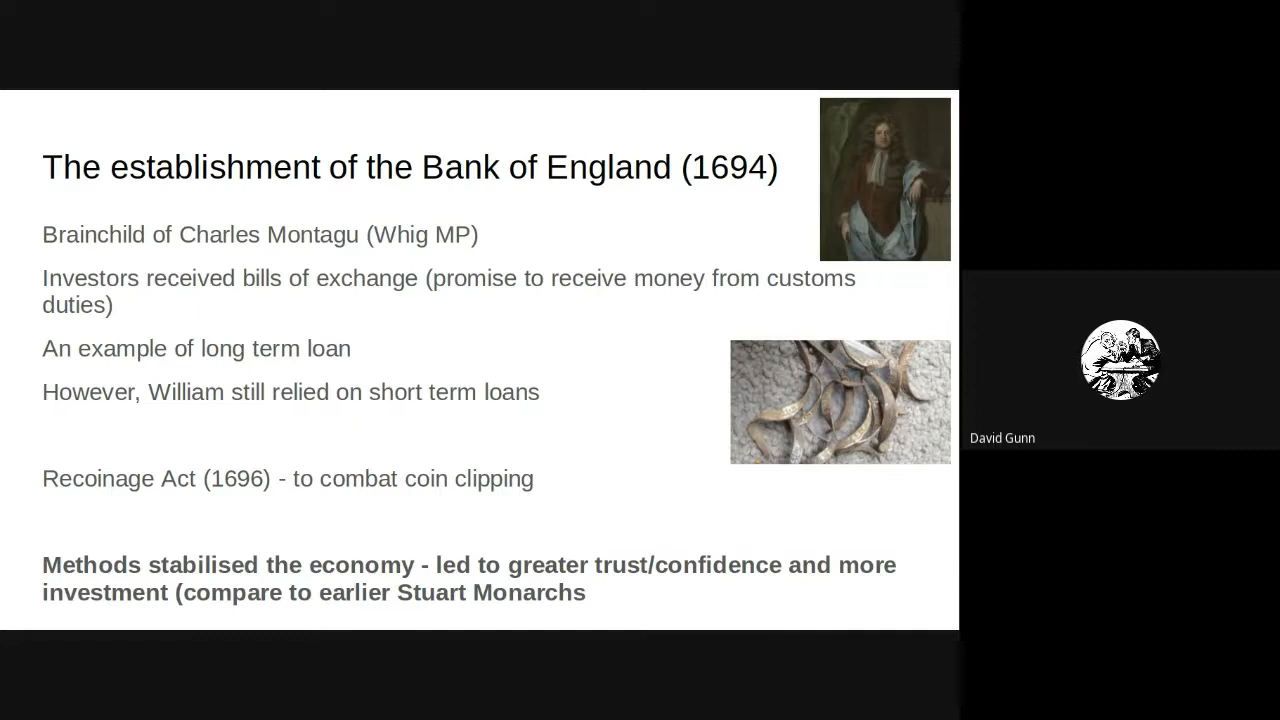 The establishment of the Bank of England (1694)
Brainchild of Charles Montagu (Whig MP)
Investors received bills of exchange (promise to receive money from customs
duties)
An example of long term loan
However, William still relied on short term loans
Recoinage Act (1696) - to combat coin clipping
Methods stabilised the economy - led to greater trust/confidence and more
investment (compare to earlier Stuart Monarchs
David Gunn